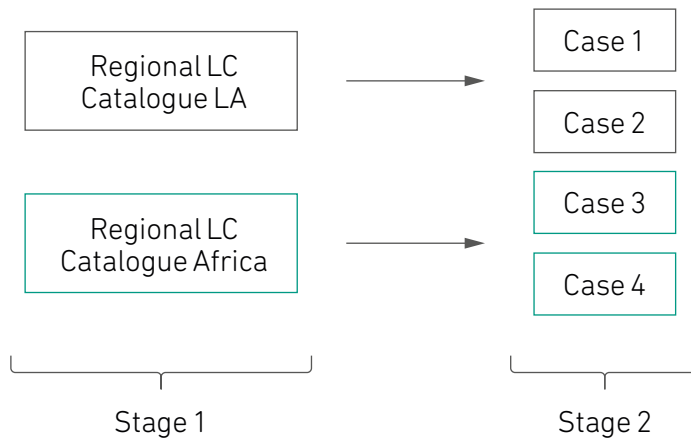 Regional LC
Catalogue LA
Case 1
Case 2
Regional LC
Catalogue Africa
Case 3
Case 4
Stage 1
Stage 2